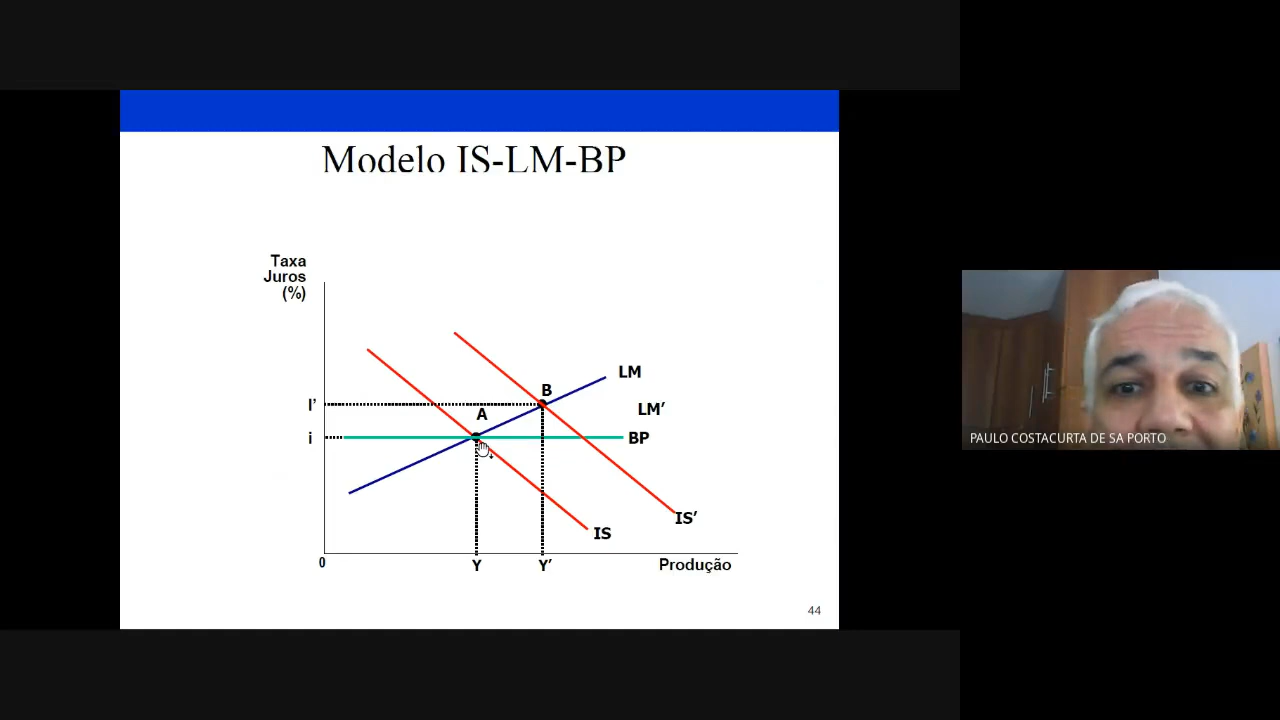 Modelo IS-LM-BP
Taxa
Juros
(%)
LM
B
I’
LM’
A
i
BP
IS’
IS
0
Y
Y’
Produção
44
PAULO COSTACURTA DE SA PORTO